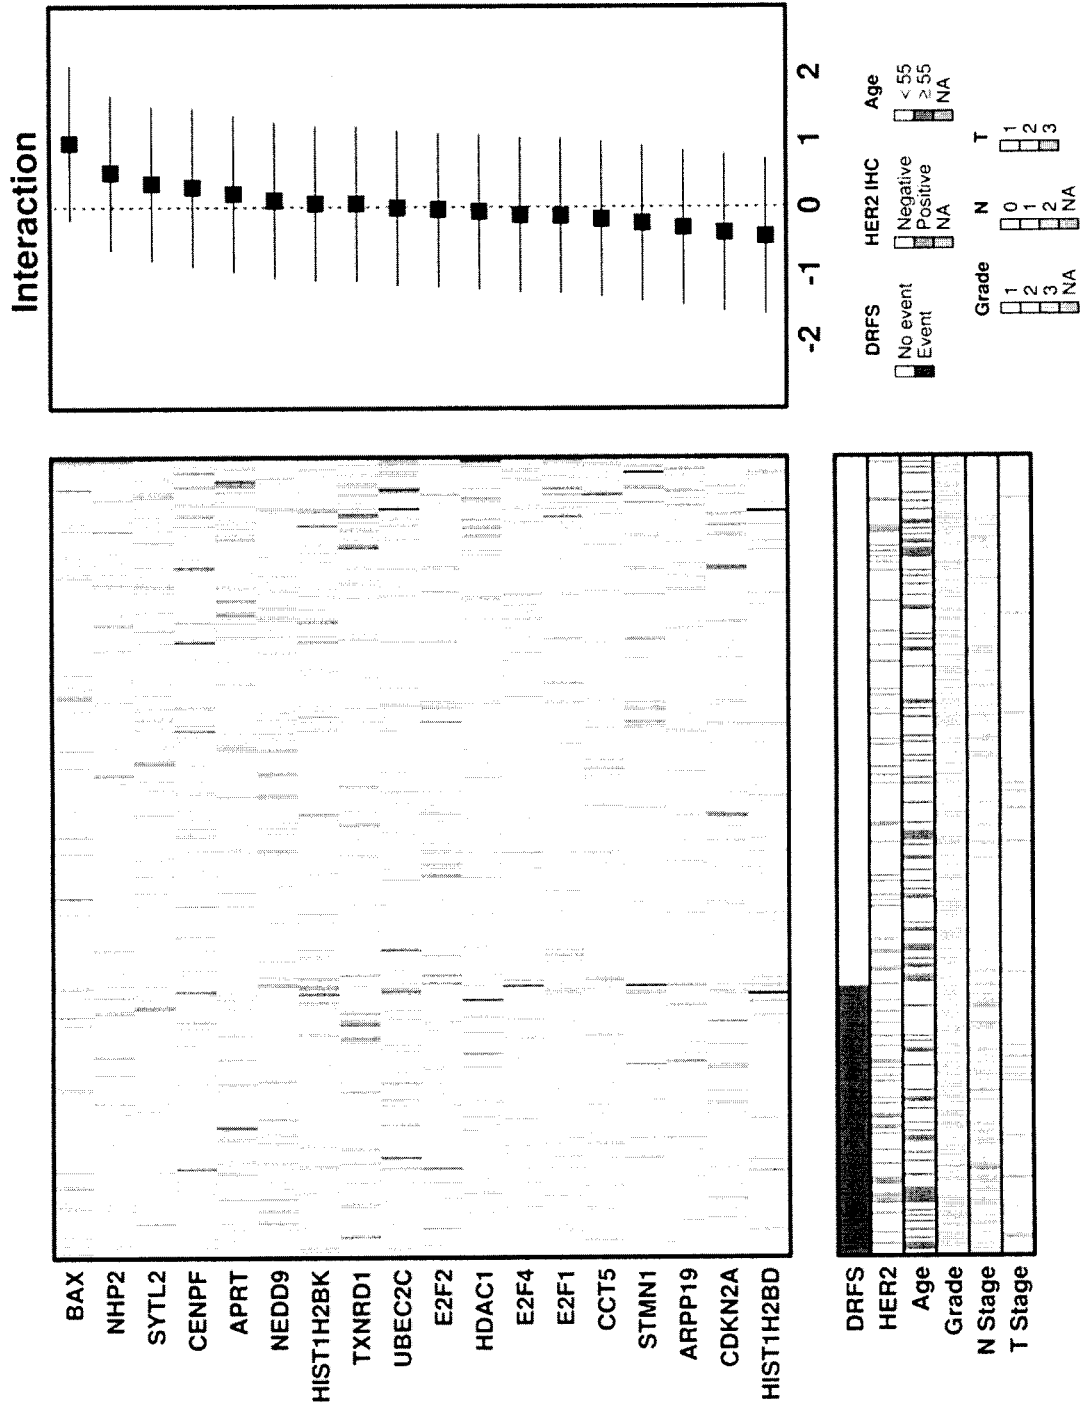 Interaction
BAX
NHP2
SYTL2
CENPF
APRT
NEDD9
HIST1H2BK
TXNRD1
UBEC2C
E2F2
HDAC1
E2F4
E2F1
CCT5
STMN1
ARPP19
CDKN2A
HIST1H2BD
-2 -1 0 1 2
DRFS
HER2
Age
Grade
N Stage
T Stage
DRFS
No event
Event
HER2 IHC
Negative
Positive
NA
Age
< 55
≥ 55
NA
Grade
1
2
3
NA
N
0
1
2
NA
T
1
2
3